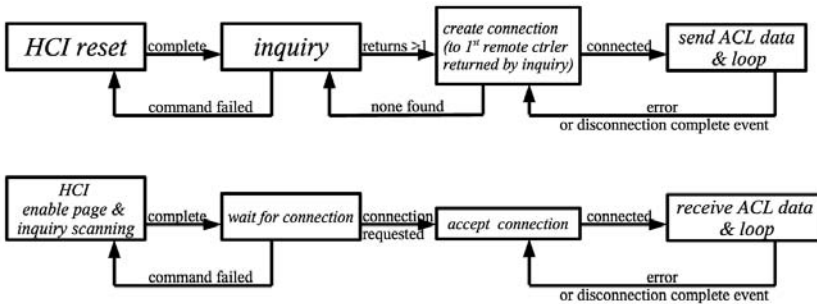 HCI reset
complete
inquiry
returns >1
create connection
(to 1st remote ctrler
returned by inquiry)
connected
send ACL data
& loop
command failed
none found
error
or disconnection complete event
HCI
enable page &
inquiry scanning
complete
wait for connection
connection
requested
accept connection
connected
receive ACL data
& loop
command failed
error
or disconnection complete event